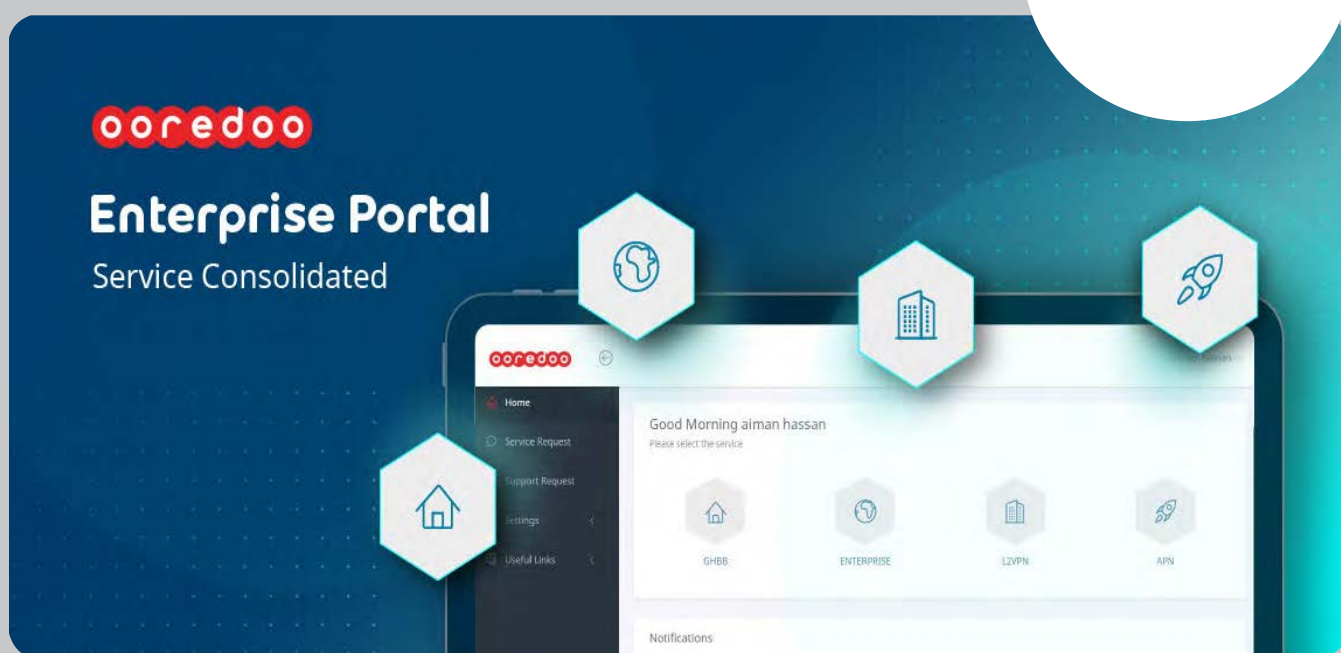 ooredoo
Enterprise Portal
Service Consolidated
ooredoo
hassan
Home
Service Request
Support Request
Settings
Useful Links
Good Morning aiman hassan
Please select the service
GHBB
ENTERPRISE
L2VPN
APN
Notifications